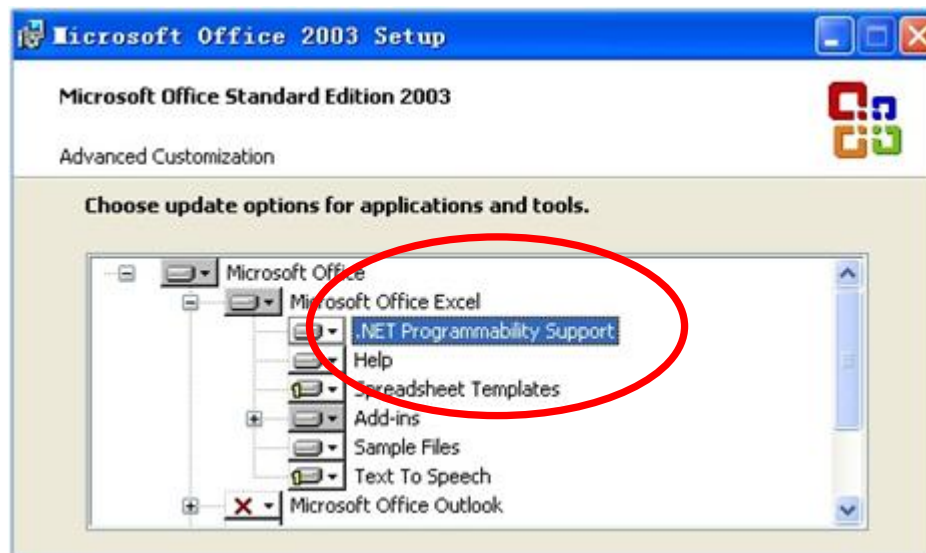 Microsoft Office 2003 Setup
Microsoft Office Standard Edition 2003
Advanced Customization
Choose update options for applications and tools.
Microsoft Office
Microsoft Office Excel
.NET Programmability Support
Help
Spreadsheet Templates
Add-ins
Sample Files
Text To Speech
Microsoft Office Outlook